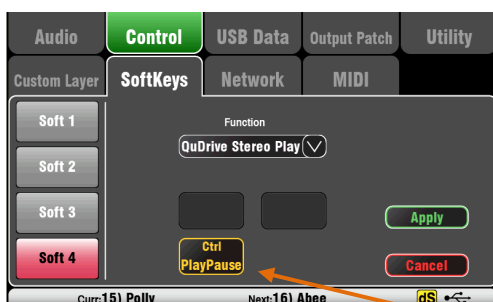 Audio Control USB Data Output Patch Utility
Custom Layer SoftKeys Network MIDI
Soft 1
Function
QuDrive Stereo Play
Soft 2
Soft 3
Apply
Soft 4
Ctrl
PlayPause
Cancel
Curr:15) Polly Next:16) Abee dS